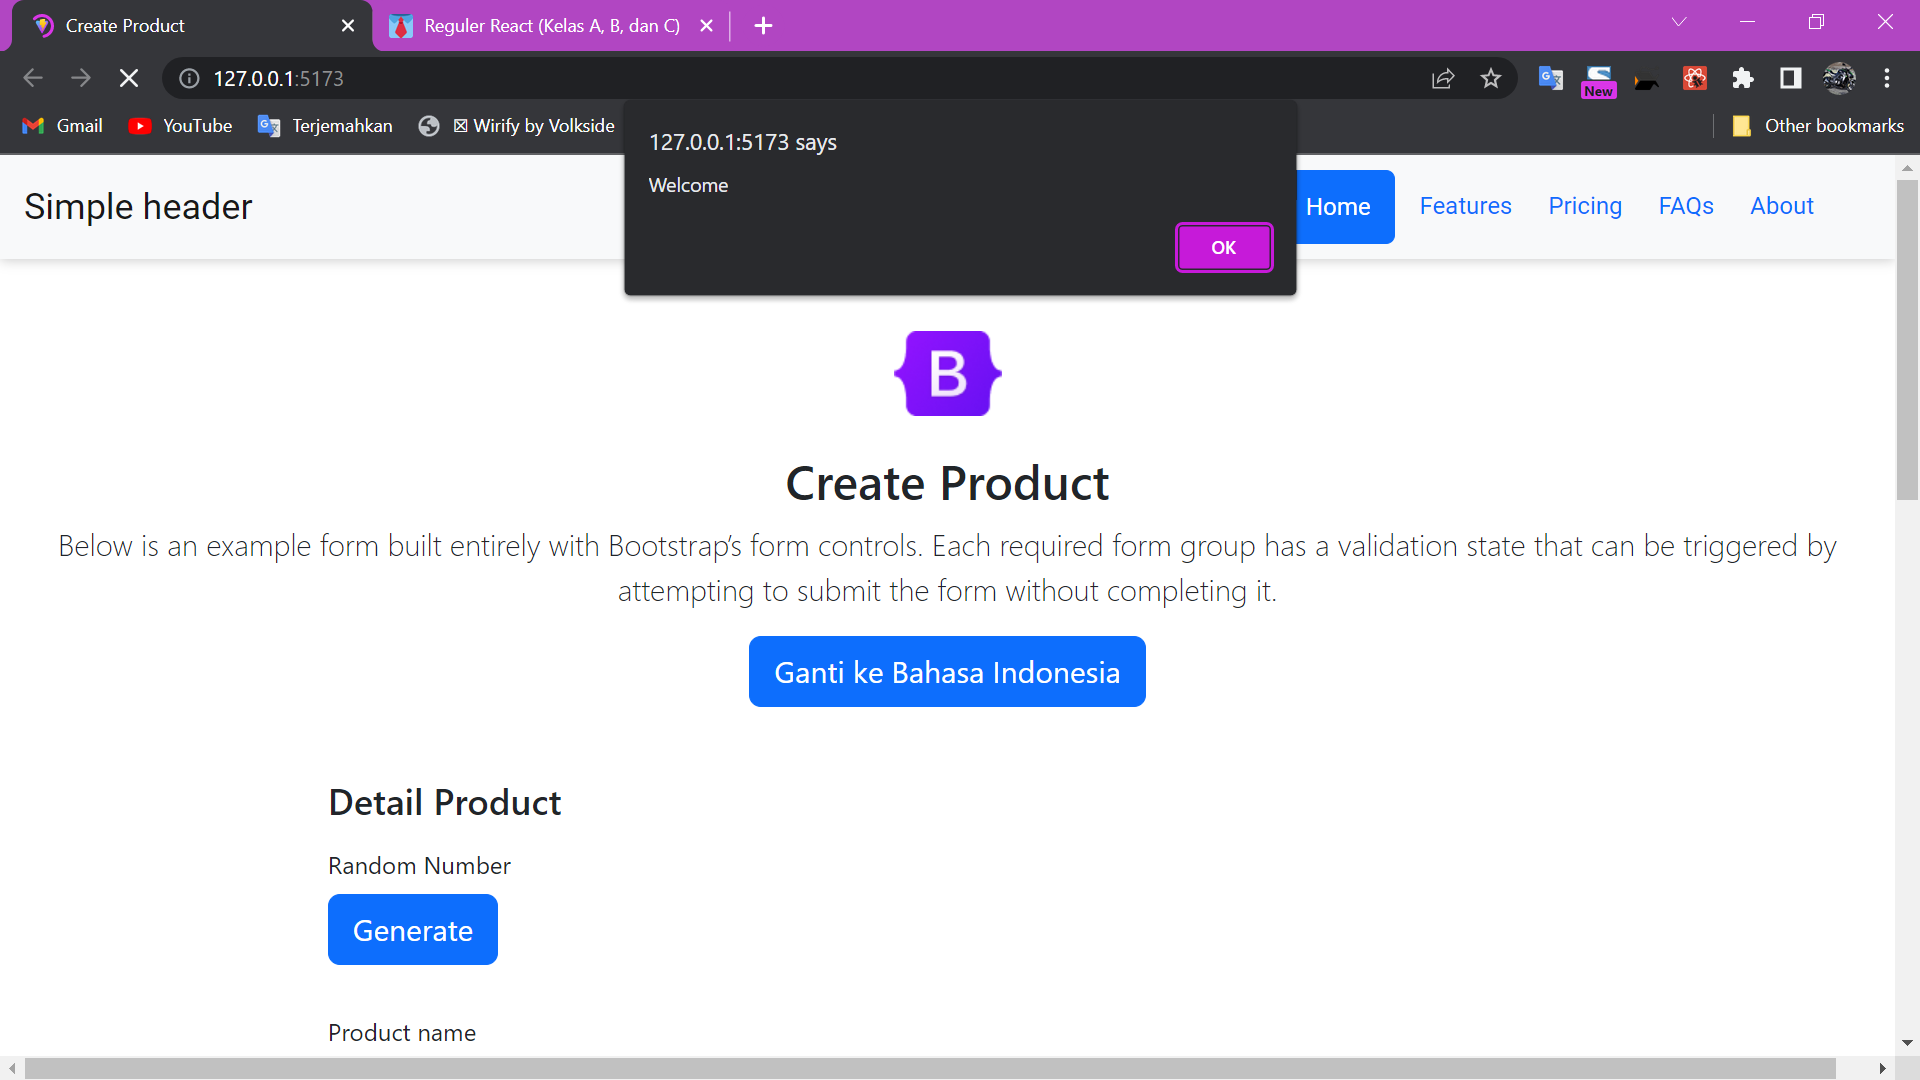 Create Product
Reguler React (Kelas A, B, dan C)
127.0.0.1:5173
New
Gmail
YouTube
Terjemahkan
Wirify by Volkside
Other bookmarks
127.0.0.1:5173 says
Welcome
OK
Simple header
Home
Features
Pricing
FAQs
About
B
Create Product
Below is an example form built entirely with Bootstrap’s form controls. Each required form group has a validation state that can be triggered by
attempting to submit the form without completing it.
Ganti ke Bahasa Indonesia
Detail Product
Random Number
Generate
Product name